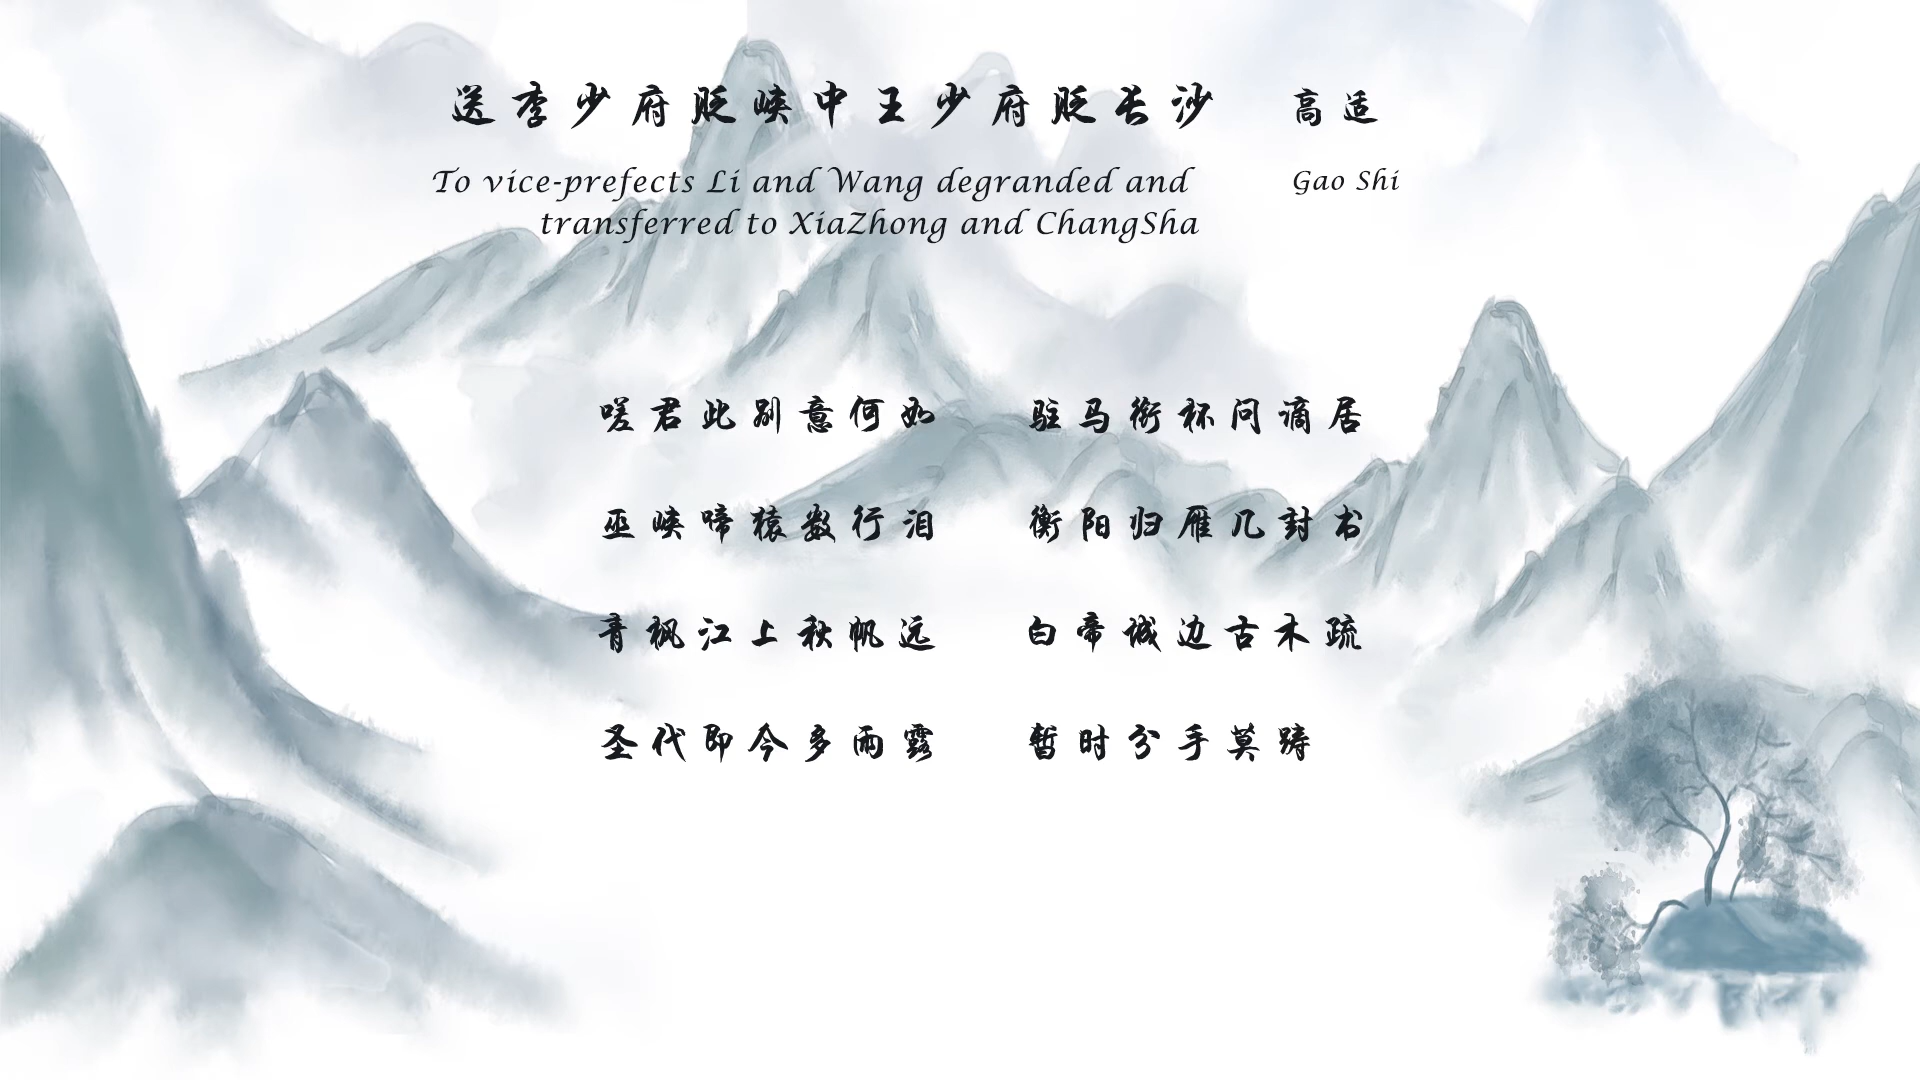 送李少府贬峡中王少府贬长沙 高适
To vice-prefects Li and Wang degranded and Gao Shi
transferred to XiaZhong and ChangSha
嗟君此别意何如 驻马衔杯问谪居
巫峡啼猿数行泪 衡阳归雁几封书
青枫江上秋帆远 白帝城边古木疏
圣代即今多雨露 暂时分手莫踌